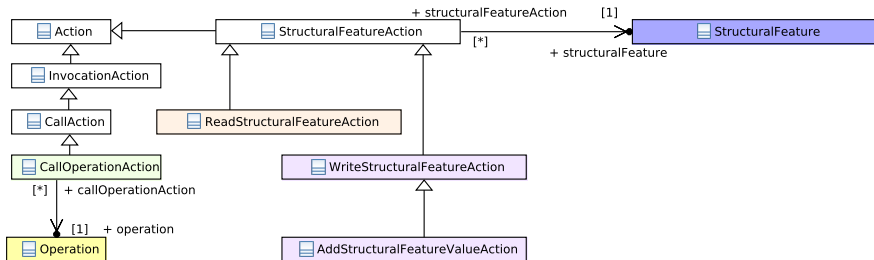 + structuralFeatureAction [1]
Action
StructuralFeatureAction
StructuralFeature
[*]
+ structuralFeature
InvocationAction
CallAction
ReadStructuralFeatureAction
CallOperationAction
WriteStructuralFeatureAction
[*] + callOperationAction
[1] + operation
Operation
AddStructuralFeatureValueAction